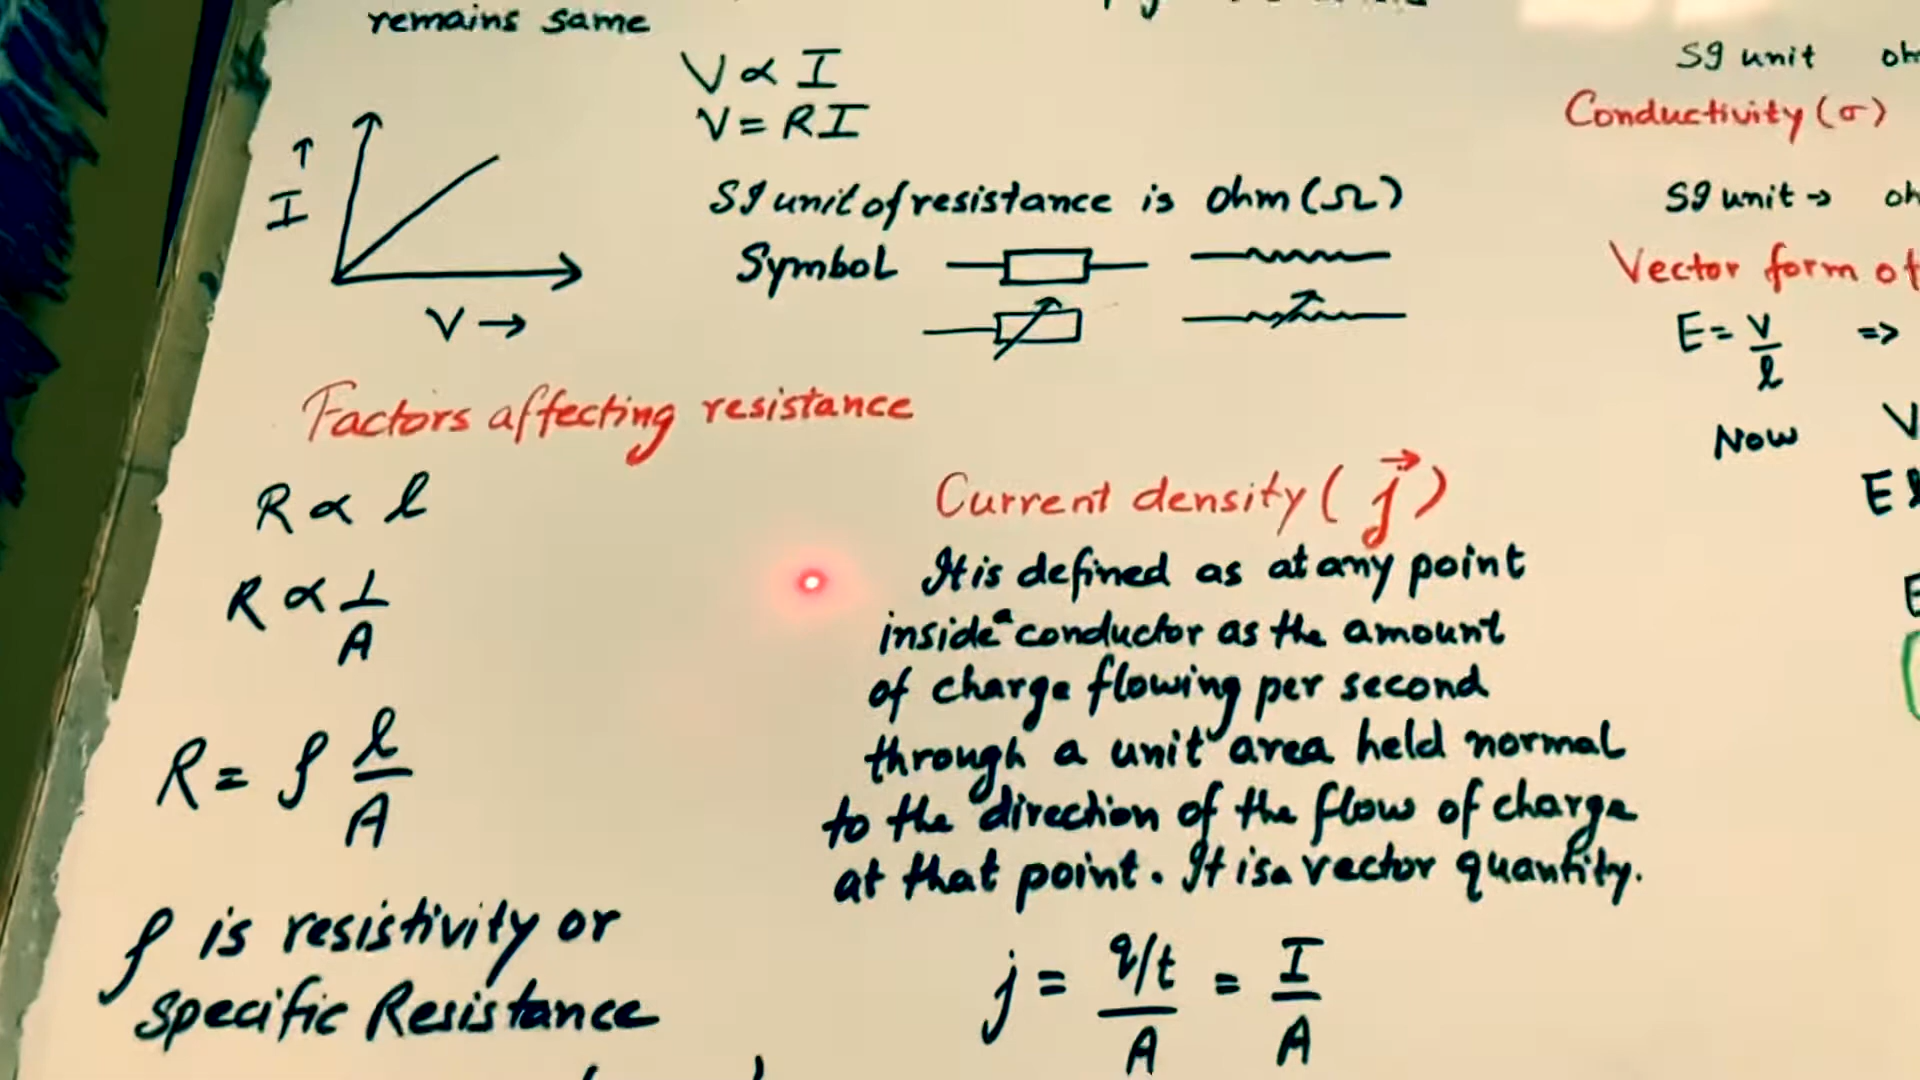 remains same
V ∝ I
V = RI
I ↑
V →
SI unit of resistance is ohm (Ω)
Symbol
Factors affecting resistance
R ∝ l
R ∝ 1/A
R = ρ l/A
ρ is resistivity or
Specific Resistance
Current density (j⃗)
It is defined as at any point
inside a conductor as the amount
of charge flowing per second
through a unit area held normal
to the direction of the flow of charge
at that point. It is a vector quantity.
j = q/t / A = I/A
SI unit
Conductivity (σ)
SI unit →
Vector form of
E = V/l ⇒
Now V
E l
E